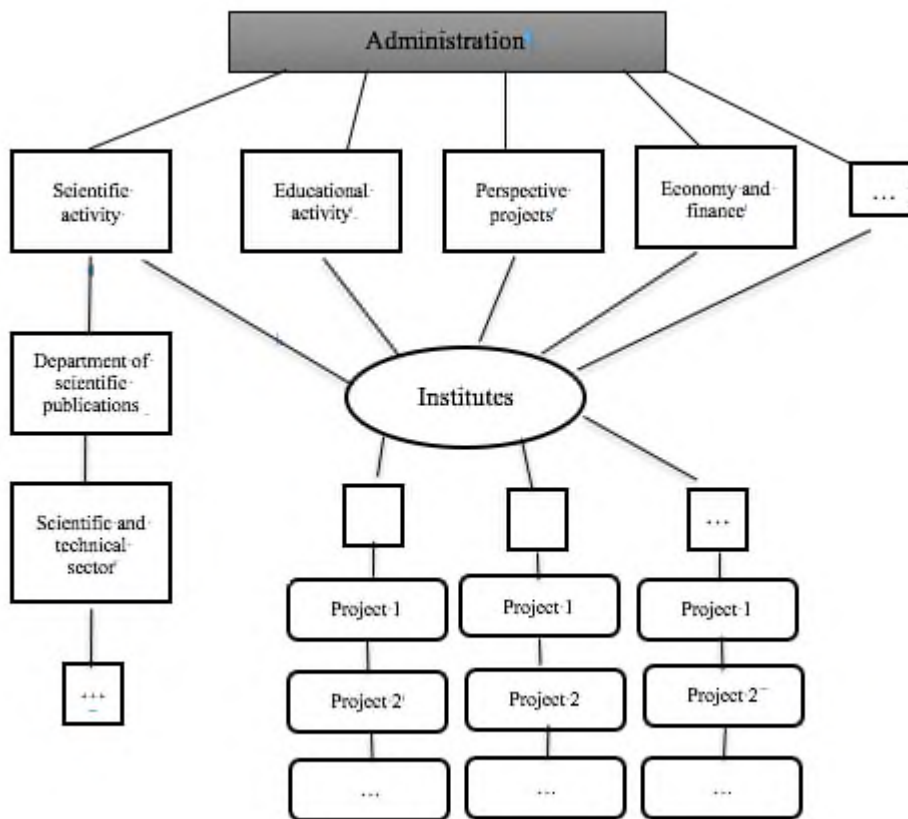 Administration
Scientific
activity
Educational
activity
Perspective
projects
Economy and
finance
...
Department of
scientific
publications
Institutes
Scientific and
technical
sector
...
...
Project 1
Project 1
Project 1
Project 2
Project 2
Project 2
...
...
...